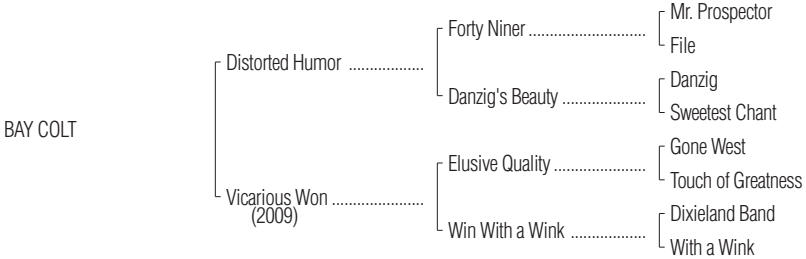 Mr. Prospector
Forty Niner ............................
File
Distorted Humor ..................
Danzig
Danzig's Beauty ....................
Sweetest Chant
BAY COLT
Gone West
Elusive Quality ......................
Touch of Greatness
Vicarious Won ......................
(2009)
Dixieland Band
Win With a Wink ..................
With a Wink